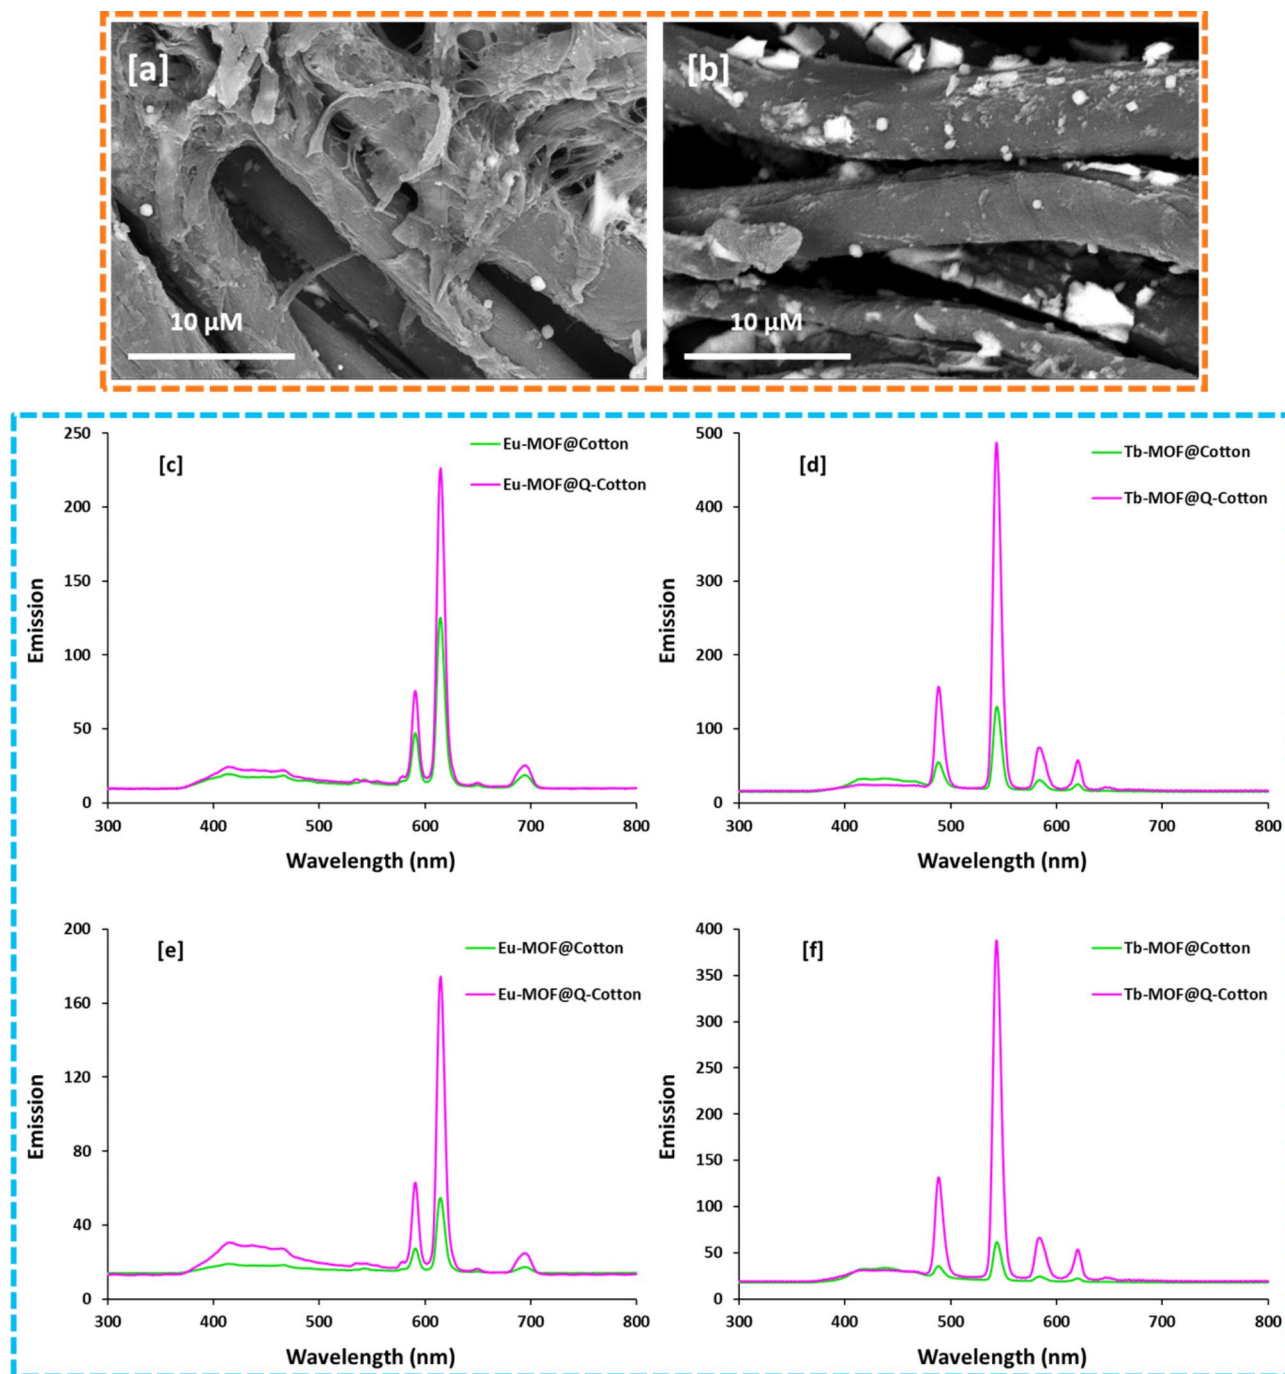 [a]
10 µM
[b]
10 µM
[c]
Eu-MOF@Cotton
Eu-MOF@Q-Cotton
250
200
150
100
50
0
300 400 500 600 700 800
Emission
Wavelength (nm)
[d]
Tb-MOF@Cotton
Tb-MOF@Q-Cotton
500
400
300
200
100
0
300 400 500 600 700 800
Emission
Wavelength (nm)
[e]
Eu-MOF@Cotton
Eu-MOF@Q-Cotton
200
160
120
80
40
0
300 400 500 600 700 800
Emission
Wavelength (nm)
[f]
Tb-MOF@Cotton
Tb-MOF@Q-Cotton
400
350
300
250
200
150
100
50
0
300 400 500 600 700 800
Emission
Wavelength (nm)